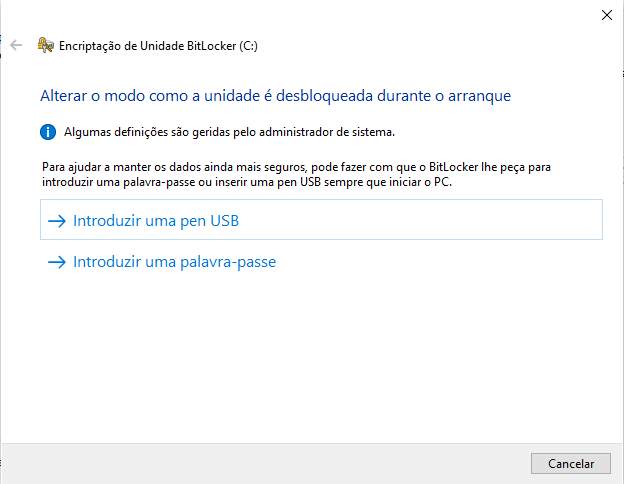 Encriptação de Unidade BitLocker (C:)
Alterar o modo como a unidade é desbloqueada durante o arranque
Algumas definições são geridas pelo administrador de sistema.
Para ajudar a manter os dados ainda mais seguros, pode fazer com que o BitLocker lhe peça para
introduzir uma palavra-passe ou inserir uma pen USB sempre que iniciar o PC.
Introduzir uma pen USB
Introduzir uma palavra-passe
Cancelar